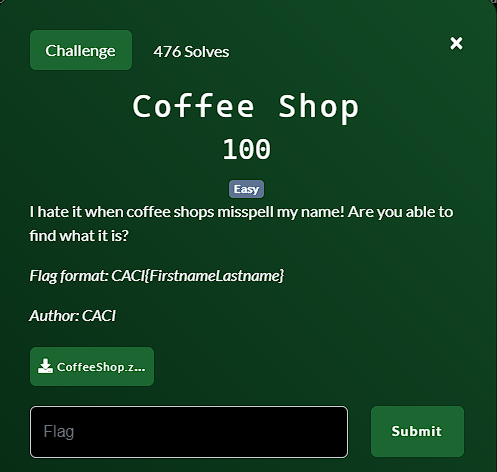 Challenge
476 Solves
×
Coffee Shop
100
Easy
I hate it when coffee shops misspell my name! Are you able to
find what it is?
Flag format: CACI{FirstnameLastname}
Author: CACI
CoffeeShop.z...
Flag
Submit